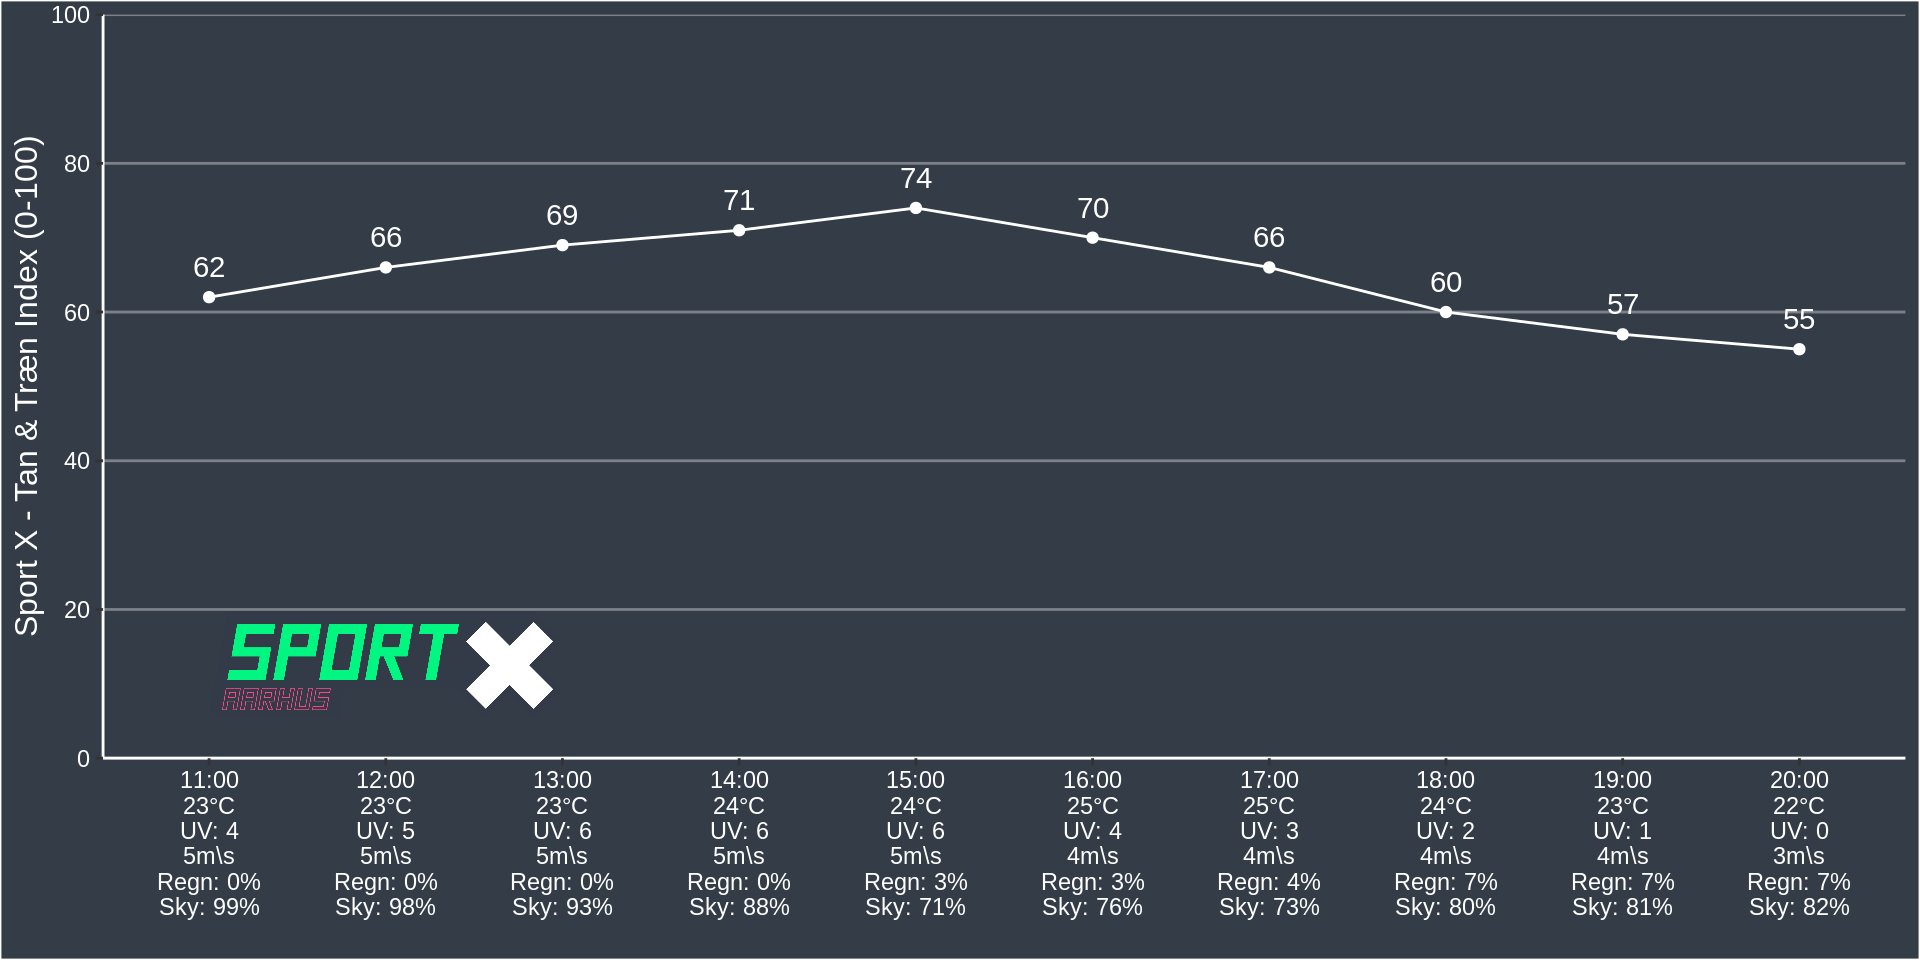 Sport X - Tan & Træn Index (0-100)
100
80
60
40
20
0
62
66
69
71
74
70
66
60
57
55
SPORT X
AARHUS
11:00 12:00 13:00 14:00 15:00 16:00 17:00 18:00 19:00 20:00
23°C 23°C 23°C 24°C 24°C 25°C 25°C 24°C 23°C 22°C
UV: 4 UV: 5 UV: 6 UV: 6 UV: 6 UV: 4 UV: 3 UV: 2 UV: 1 UV: 0
5m\s 5m\s 5m\s 5m\s 5m\s 4m\s 4m\s 4m\s 4m\s 3m\s
Regn: 0% Regn: 0% Regn: 0% Regn: 0% Regn: 3% Regn: 3% Regn: 4% Regn: 7% Regn: 7% Regn: 7%
Sky: 99% Sky: 98% Sky: 93% Sky: 88% Sky: 71% Sky: 76% Sky: 73% Sky: 80% Sky: 81% Sky: 82%